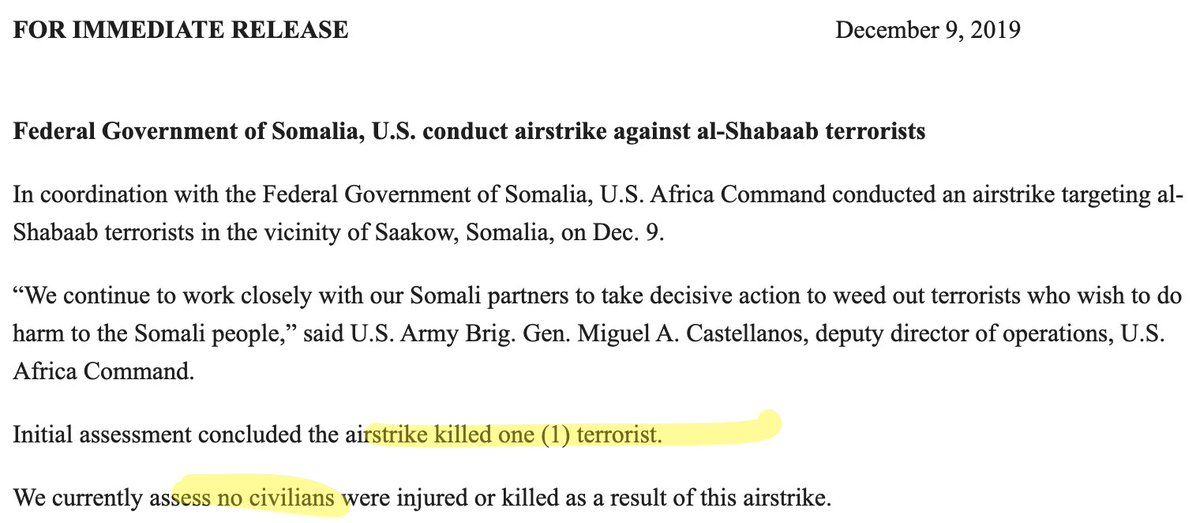 FOR IMMEDIATE RELEASE December 9, 2019
Federal Government of Somalia, U.S. conduct airstrike against al-Shabaab terrorists
In coordination with the Federal Government of Somalia, U.S. Africa Command conducted an airstrike targeting al-
Shabaab terrorists in the vicinity of Saakow, Somalia, on Dec. 9.
“We continue to work closely with our Somali partners to take decisive action to weed out terrorists who wish to do
harm to the Somali people,” said U.S. Army Brig. Gen. Miguel A. Castellanos, deputy director of operations, U.S.
Africa Command.
Initial assessment concluded the airstrike killed one (1) terrorist.
We currently assess no civilians were injured or killed as a result of this airstrike.